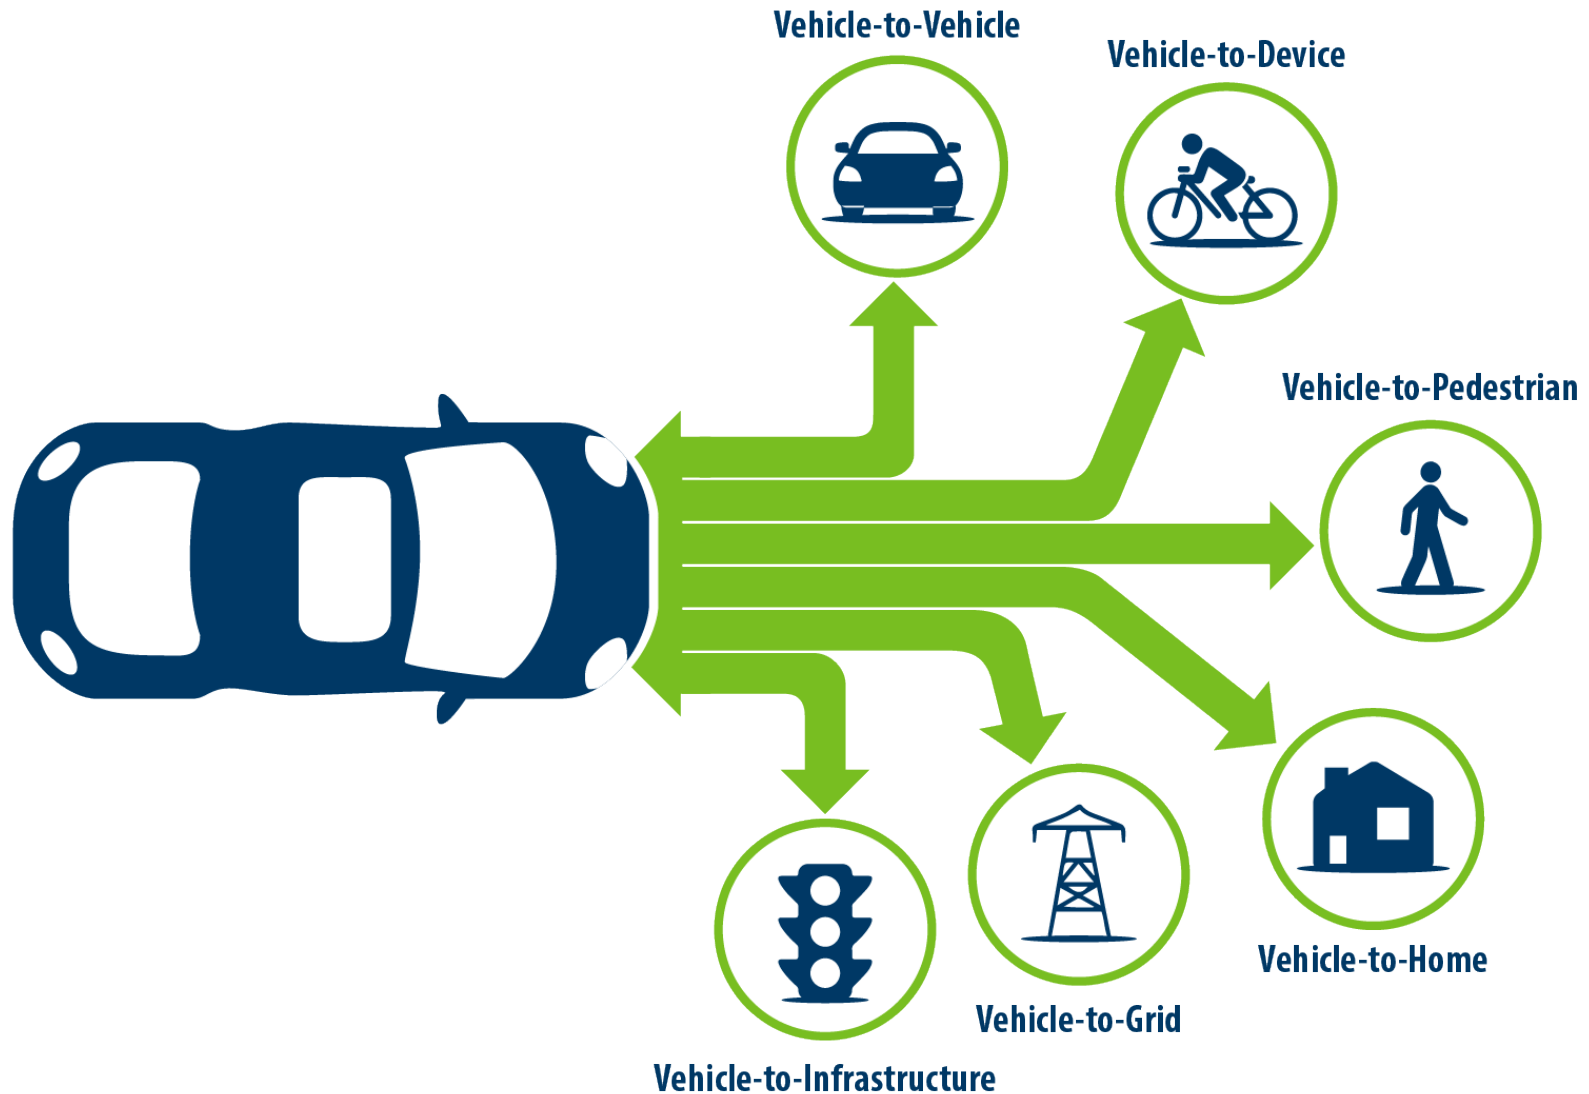 Vehicle-to-Vehicle
Vehicle-to-Device
Vehicle-to-Pedestrian
Vehicle-to-Home
Vehicle-to-Grid
Vehicle-to-Infrastructure